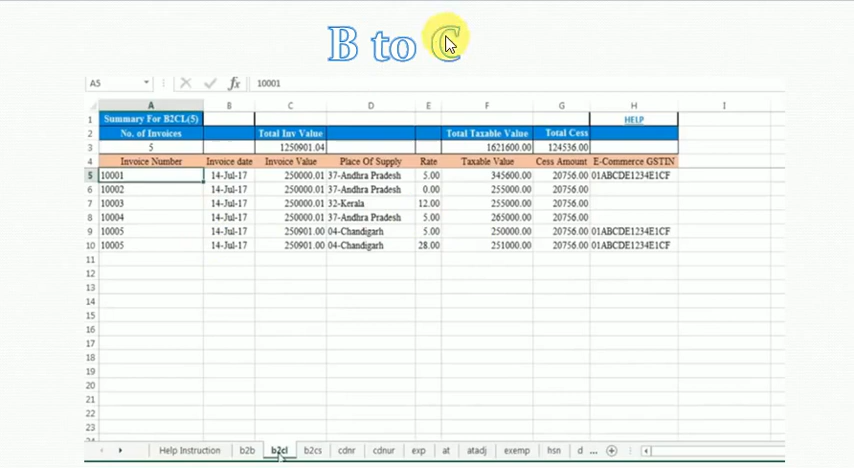 B to C
A5 fx 10001
A B C D E F G H I
1 Summary For B2CL(5) HELP
2 No. of Invoices Total Inv Value Total Taxable Value Total Cess
3 5 1250901.04 1621600.00 124536.00
4 Invoice Number Invoice date Invoice Value Place Of Supply Rate Taxable Value Cess Amount E-Commerce GSTIN
5 10001 14-Jul-17 250000.01 37-Andhra Pradesh 5.00 345600.00 20756.00 01ABCDE1234E1CF
6 10002 14-Jul-17 250000.01 37-Andhra Pradesh 0.00 255000.00 20756.00
7 10003 14-Jul-17 250000.01 32-Kerala 12.00 255000.00 20756.00
8 10004 14-Jul-17 250000.01 37-Andhra Pradesh 5.00 265000.00 20756.00
9 10005 14-Jul-17 250901.00 04-Chandigarh 5.00 250000.00 20756.00 01ABCDE1234E1CF
10 10005 14-Jul-17 250901.00 04-Chandigarh 28.00 251000.00 20756.00 01ABCDE1234E1CF
11
12
13
14
15
16
17
18
19
20
21
22
23
Help Instruction b2b b2cl b2cs cdnr cdnur exp at atadj exemp hsn d ...